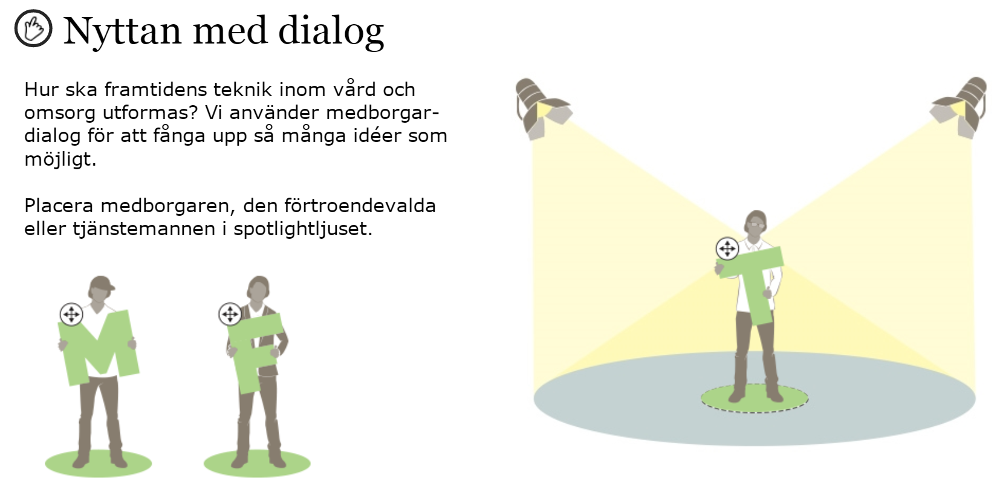 Nyttan med dialog
Hur ska framtidens teknik inom vård och
omsorg utformas? Vi använder medborgar-
dialog för att fånga upp så många idéer som
möjligt.
Placera medborgaren, den förtroendevalda
eller tjänstemannen i spotlightljuset.
M
F
T